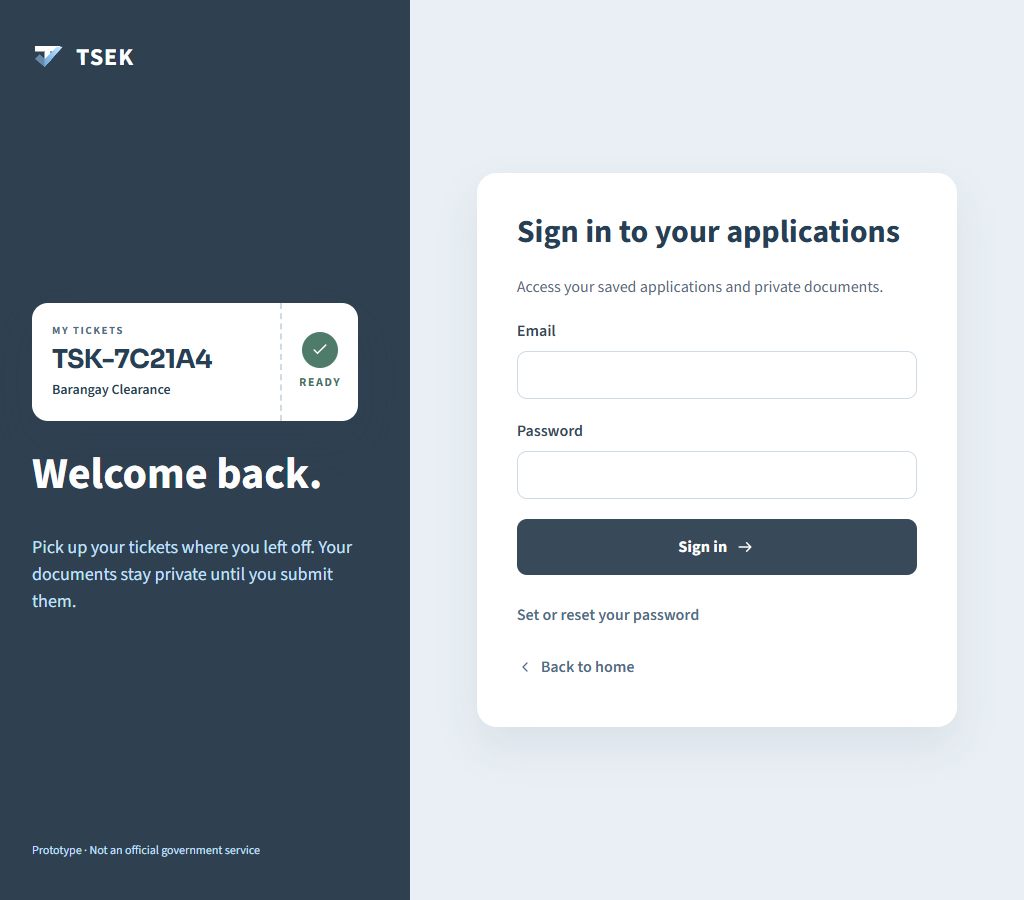 TSEK
MY TICKETS
TSK-7C21A4
Barangay Clearance
READY
Welcome back.
Pick up your tickets where you left off. Your
documents stay private until you submit
them.
Prototype · Not an official government service
Sign in to your applications
Access your saved applications and private documents.
Email
Password
Sign in
Set or reset your password
Back to home